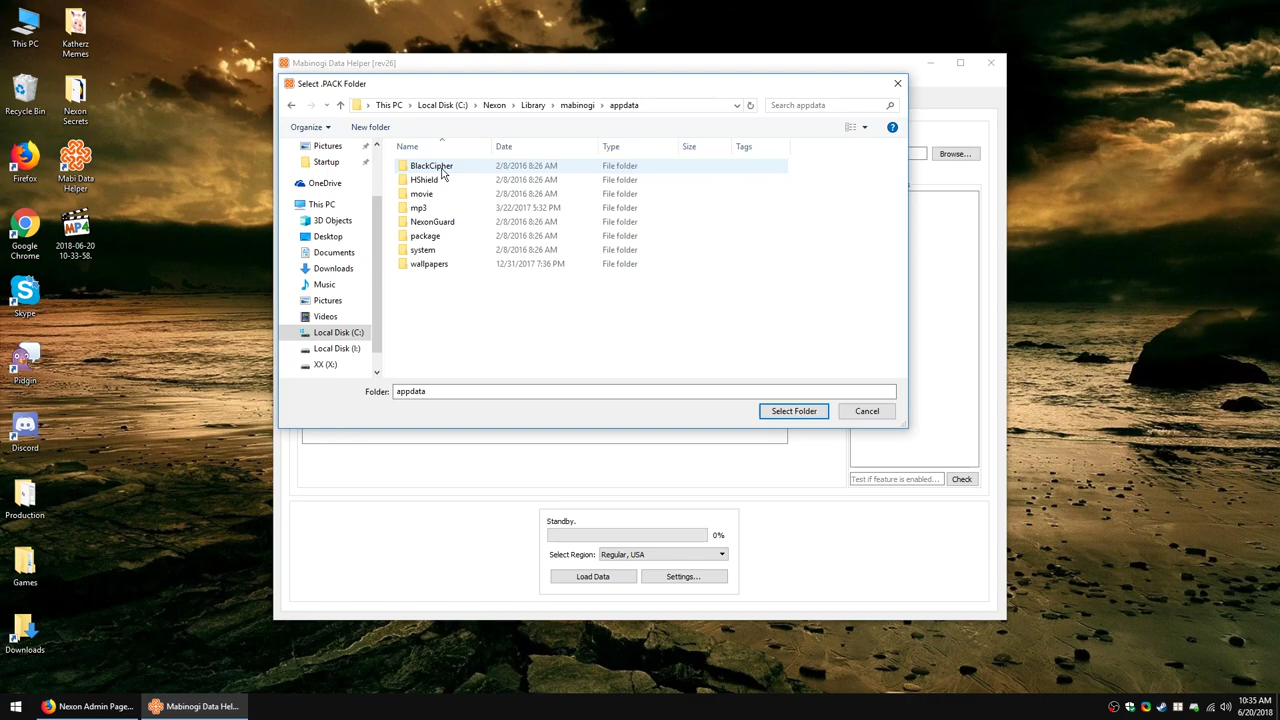 This PC
Katherz
Memes
Recycle Bin
Nexon
Secrets
Firefox
Mabi Data
Helper
Google
Chrome
MP4
2018-06-20
10-33-58.
Skype
Pidgin
Discord
Production
Games
Downloads
Mabinogi Data Helper [rev26]
Select .PACK Folder
This PC > Local Disk (C:) > Nexon > Library > mabinogi > appdata
Search appdata
Organize
New folder
Pictures
Startup
OneDrive
This PC
3D Objects
Desktop
Documents
Downloads
Music
Pictures
Videos
Local Disk (C:)
Local Disk (I:)
XX (X:)
Name Date Type Size Tags
BlackCipher 2/8/2016 8:26 AM File folder
HShield 2/8/2016 8:26 AM File folder
movie 2/8/2016 8:26 AM File folder
mp3 3/22/2017 5:32 PM File folder
NexonGuard 2/8/2016 8:26 AM File folder
package 2/8/2016 8:26 AM File folder
system 2/8/2016 8:26 AM File folder
wallpapers 12/31/2017 7:36 PM File folder
Folder: appdata
Select Folder
Cancel
Browse...
Test if feature is enabled...
Check
Standby.
0%
Select Region: Regular, USA
Load Data
Settings...
Nexon Admin Page...
Mabinogi Data Hel...
10:35 AM
6/20/2018